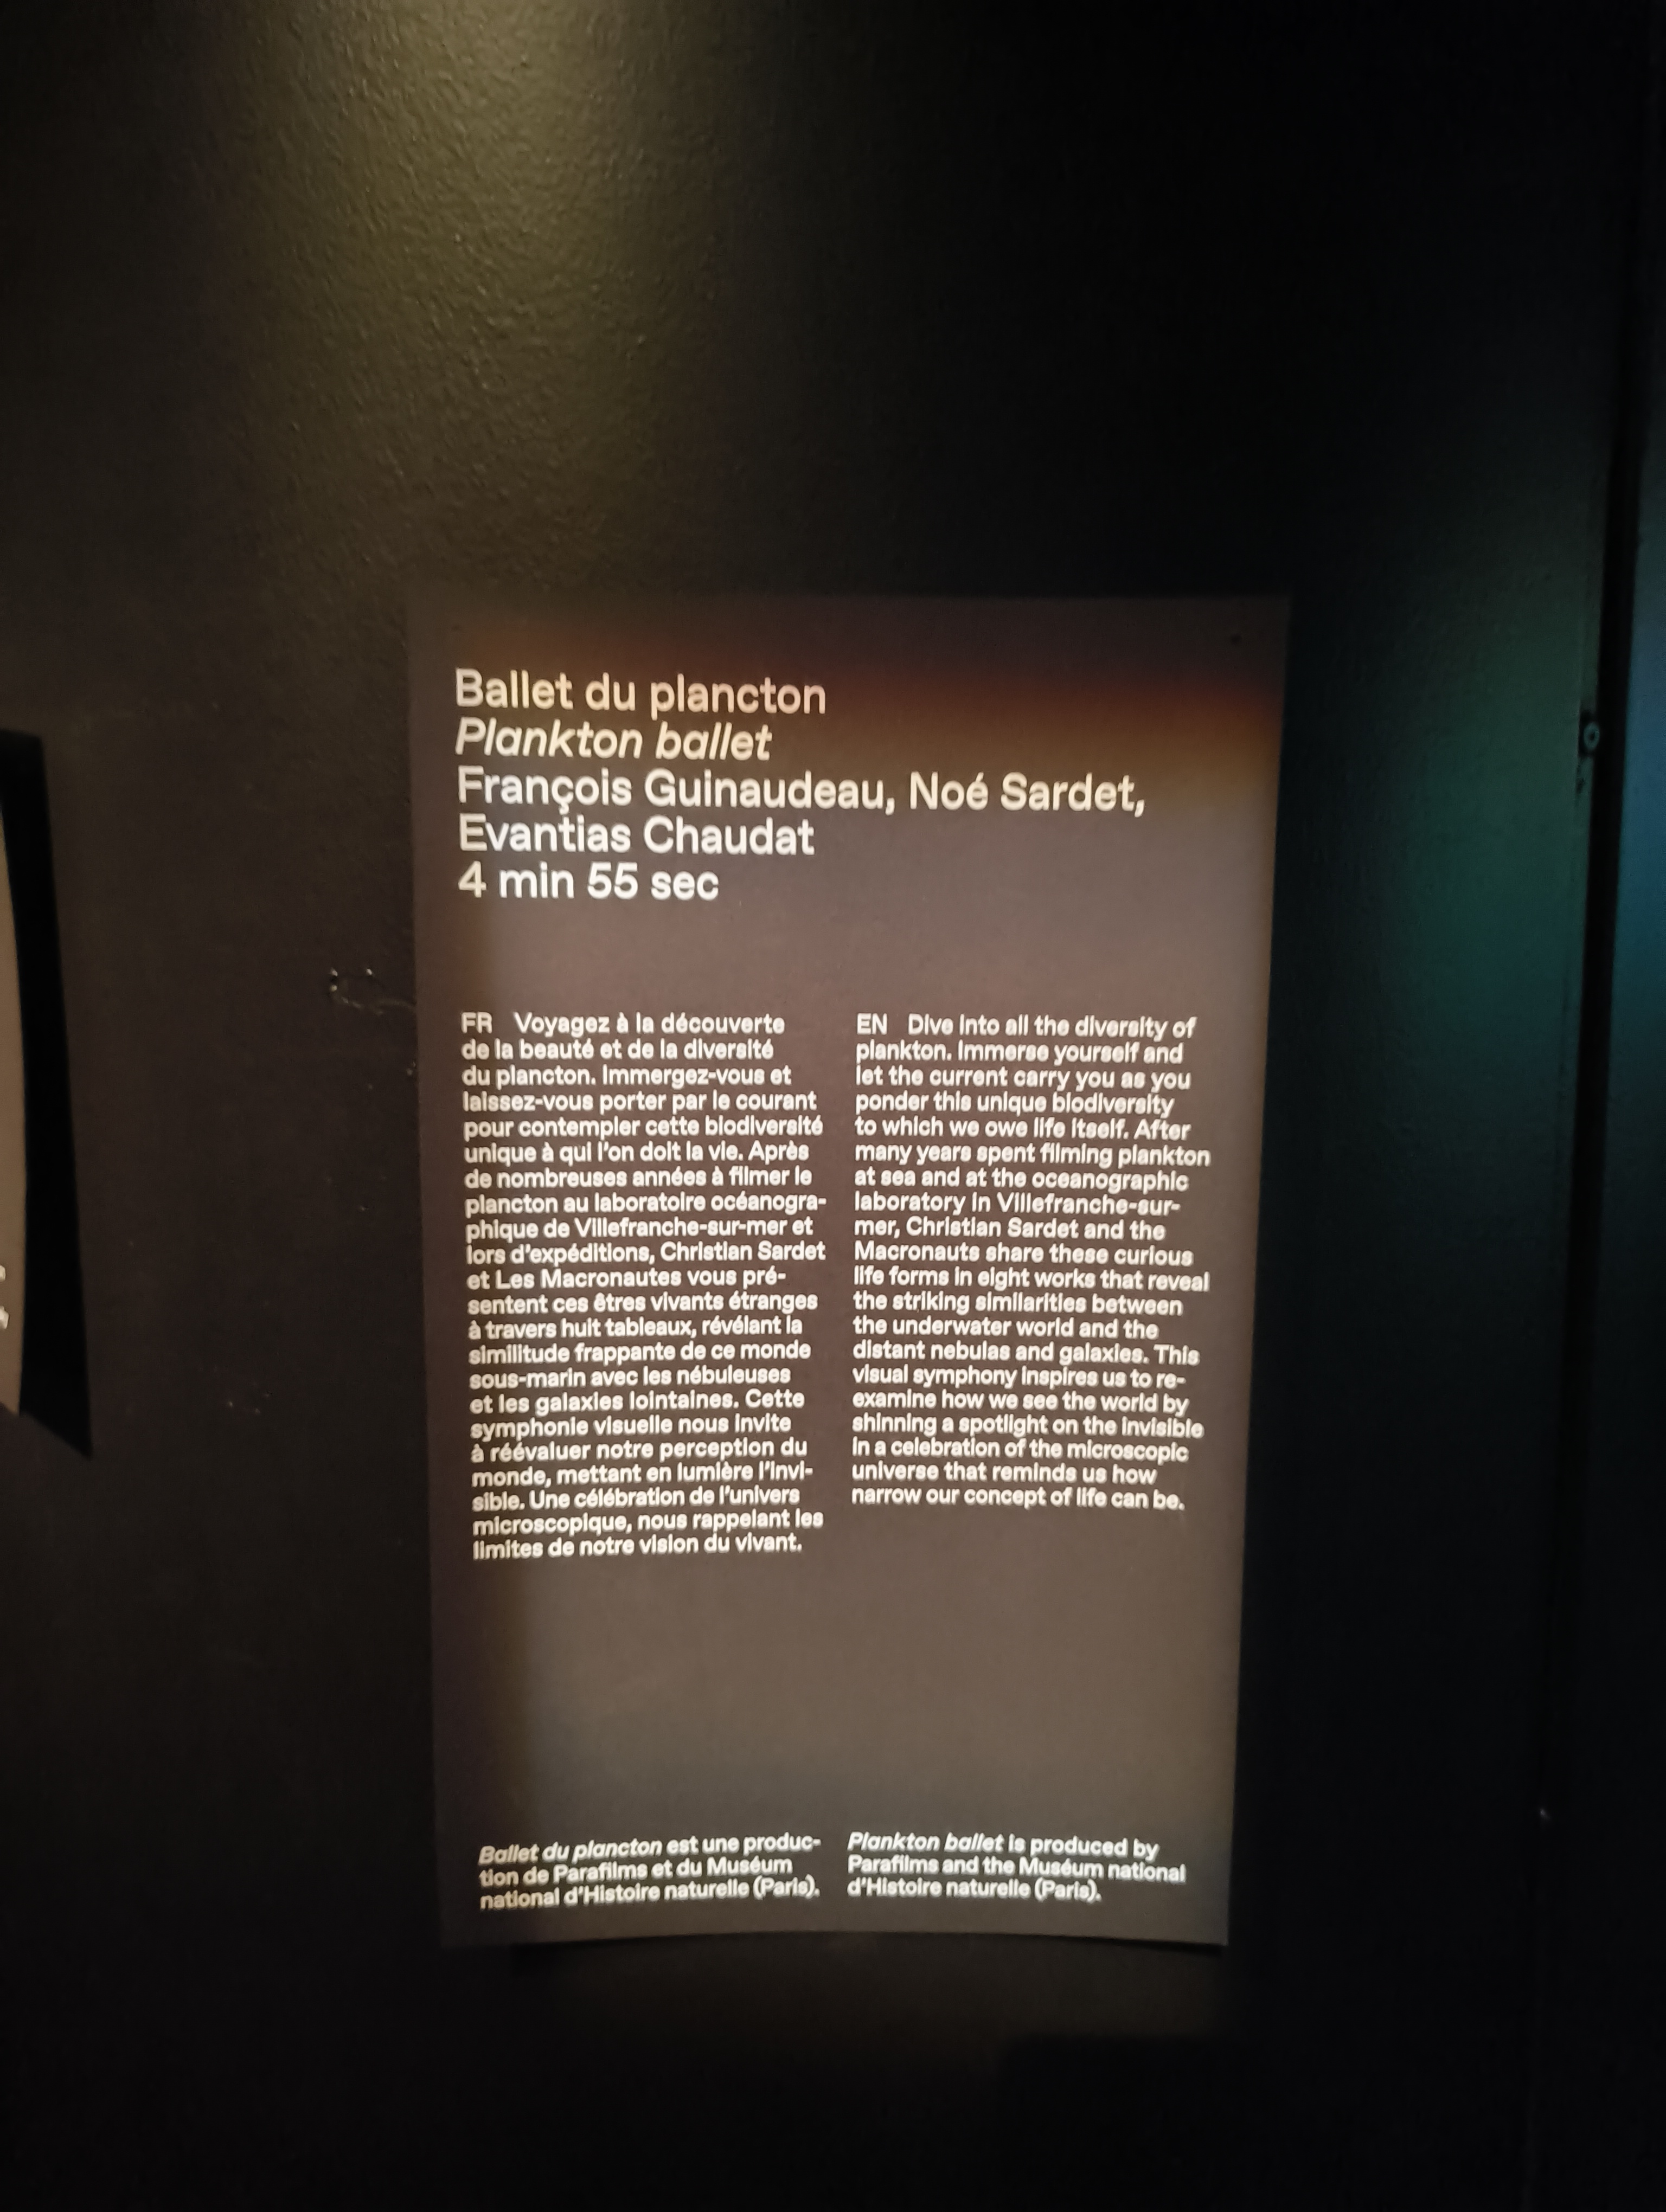 Ballet du plancton
Plankton ballet
François Guinaudeau, Noé Sardet,
Evantias Chaudat
4 min 55 sec
FR Voyagez à la découverte
de la beauté et de la diversité
du plancton. Immergez-vous et
laissez-vous porter par le courant
pour contempler cette biodiversité
unique à qui l'on doit la vie. Après
de nombreuses années à filmer le
plancton au laboratoire océanogra-
phique de Villefranche-sur-mer et
lors d'expéditions, Christian Sardet
et Les Macronautes vous pré-
sentent ces êtres vivants étranges
à travers huit tableaux, révélant la
similitude frappante de ce monde
sous-marin avec les nébuleuses
et les galaxies lointaines. Cette
symphonie visuelle nous invite
à réévaluer notre perception du
monde, mettant en lumière l'invi-
sible. Une célébration de l'univers
microscopique, nous rappelant les
limites de notre vision du vivant.
EN Dive into all the diversity of
plankton. Immerse yourself and
let the current carry you as you
ponder this unique biodiversity
to which we owe life itself. After
many years spent filming plankton
at sea and at the oceanographic
laboratory in Villefranche-sur-
mer, Christian Sardet and the
Macronauts share these curious
life forms in eight works that reveal
the striking similarities between
the underwater world and the
distant nebulas and galaxies. This
visual symphony inspires us to re-
examine how we see the world by
shinning a spotlight on the invisible
in a celebration of the microscopic
universe that reminds us how
narrow our concept of life can be.
Ballet du plancton est une produc-
tion de Parafilms et du Muséum
national d'Histoire naturelle (Paris).
Plankton ballet is produced by
Parafilms and the Muséum national
d'Histoire naturelle (Paris).